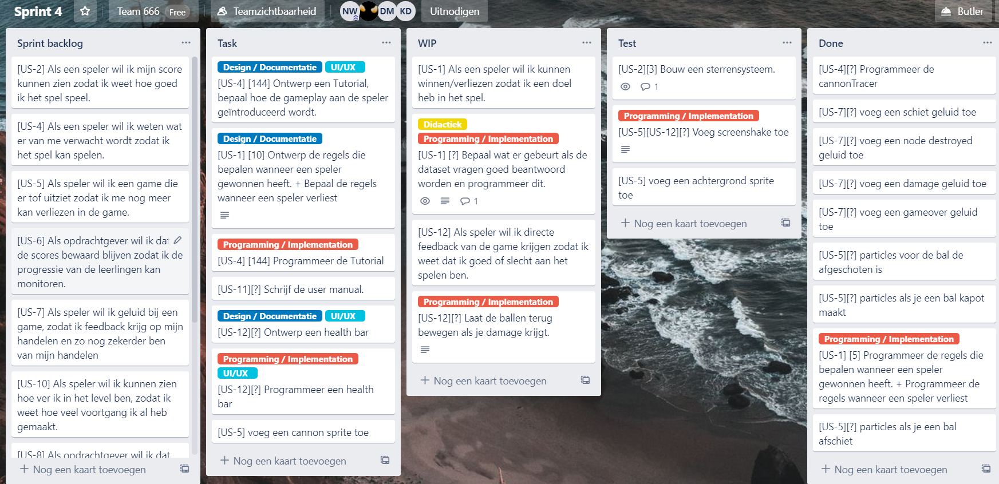 Sprint 4
Team 666 Free
Teamzichtbaarheid
NW DM KD
Uitnodigen
Butler
Sprint backlog
[US-2] Als een speler wil ik mijn score
kunnen zien zodat ik weet hoe goed
ik het spel speel.
[US-4] Als een speler wil ik weten wat
er van me verwacht wordt zodat ik
het spel kan spelen.
[US-5] Als speler wil ik een game die
er tof uitziet zodat ik me nog meer
kan verliezen in de game.
[US-6] Als opdrachtgever wil ik dat
de scores bewaard blijven zodat ik de
progressie van de leerlingen kan
monitoren.
[US-7] Als speler wil ik geluid bij een
game, zodat ik feedback krijg op mijn
handelen en zo nog zekerder ben
van mijn handelen
[US-10] Als speler wil ik kunnen zien
hoe ver ik in het level ben, zodat ik
weet hoe veel voortgang ik al heb
gemaakt.
[US-8] Als opdrachtgever wil ik dat
Nog een kaart toevoegen
Task
Design / Documentatie UI/UX
[US-4] [144] Ontwerp een Tutorial,
bepaal hoe de gameplay aan de speler
geïntroduceerd wordt.
Design / Documentatie
[US-1] [10] Ontwerp de regels die
bepalen wanneer een speler
gewonnen heeft. + Bepaal de regels
wanneer een speler verliest
Programming / Implementation
[US-4] [144] Programmeer de Tutorial
[US-11][?] Schrijf de user manual.
Design / Documentatie UI/UX
[US-12][?] Ontwerp een health bar
Programming / Implementation
UI/UX
[US-12][?] Programmeer een health
bar
[US-5] voeg een cannon sprite toe
Nog een kaart toevoegen
WIP
[US-1] Als een speler wil ik kunnen
winnen/verliezen zodat ik een doel
heb in het spel.
Didactiek
Programming / Implementation
[US-1] [?] Bepaal wat er gebeurt als de
dataset vragen goed beantwoord
worden en programmeer dit.
1
[US-12] Als speler wil ik directe
feedback van de game krijgen zodat ik
weet dat ik goed of slecht aan het
spelen ben.
Programming / Implementation
[US-12][?] Laat de ballen terug
bewegen als je damage krijgt.
Nog een kaart toevoegen
Test
[US-2][3] Bouw een sterrensysteem.
1
Programming / Implementation
[US-5][US-12][?] Voeg screenshake toe
[US-5] voeg een achtergrond sprite
toe
Nog een kaart toevoegen
Done
[US-4][?] Programmeer de
cannonTracer
[US-7][?] voeg een schiet geluid toe
[US-7][?] voeg een node destroyed
geluid toe
[US-7][?] voeg een damage geluid toe
[US-7][?] voeg een gameover geluid
toe
[US-5][?] particles voor de bal de
afgeschoten is
[US-5][?] particles als je een bal kapot
maakt
Programming / Implementation
[US-1] [5] Programmeer de regels die
bepalen wanneer een speler
gewonnen heeft. + Programmeer de
regels wanneer een speler verliest
[US-5][?] particles als je een bal
afschiet
Nog een kaart toevoegen